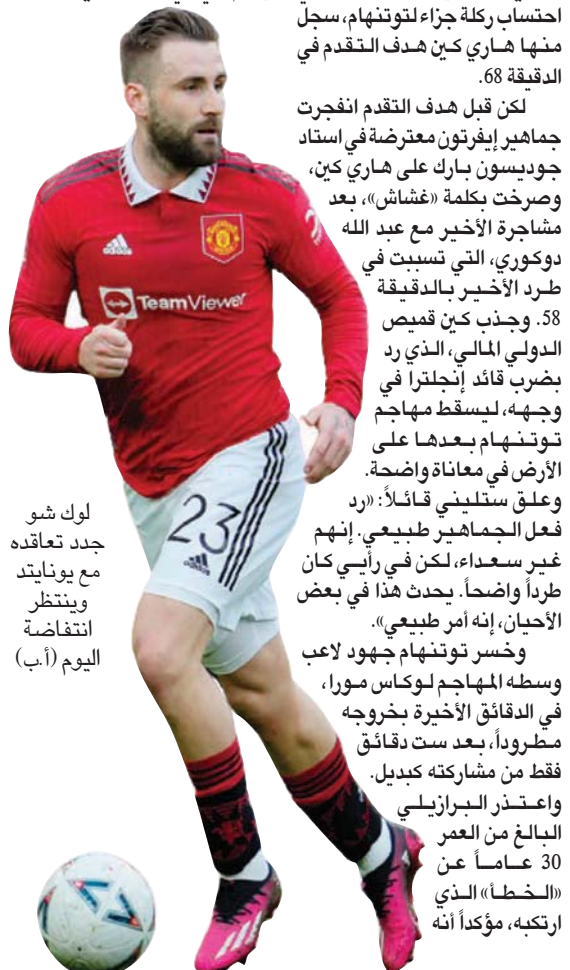 احتساب ركلة جزاء لتوتنهام، سجل
منها هاري كين هدف التقدم في
الدقيقة 68.
لكن قبل هدف التقدم انفجرت
جماهير إيفرتون معترضة في استاد
جوديسون بارك على هاري كين،
وصرخت بكلمة «غشاش»، بعد
مشاجرة الأخير مع عبد الله
دوكوري، التي تسببت في
طرد الأخير بالدقيقة
58. وجذب كين قميص
الدولي المالي، الذي رد
بضرب قائد إنجلترا في
وجهه، ليسقط مهاجم
توتنهام بعدها على
الأرض في معاناة واضحة.
وعلق ستليني قائلاً: «رد
فعل الجماهير طبيعي. إنهم
غير سعداء، لكن في رأيي كان
طرداً واضحاً. يحدث هذا في بعض
الأحيان، إنه أمر طبيعي».
وخسر توتنهام جهود لاعب
وسطه المهاجم لوكاس مورا،
في الدقائق الأخيرة بخروجه
مطروداً، بعد ست دقائق
فقط من مشاركته كبديل.
واعتذر البرازيلي
البالغ من العمر
30 عاماً عن
«الخطأ» الذي
ارتكبه، مؤكداً أنه
لوك شو
جدد تعاقده
مع يونايتد
وينتظر
انتفاضة
اليوم (أ.ب)
adidas
TeamViewer
23
adidas